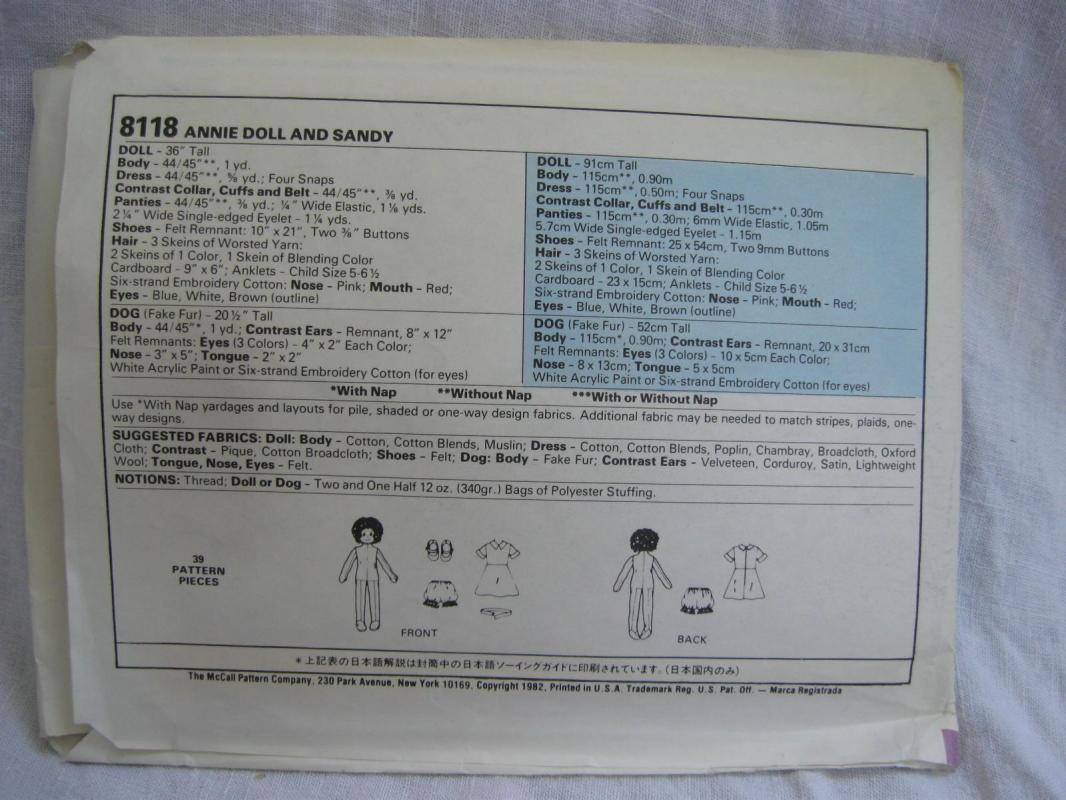 8118 ANNIE DOLL AND SANDY
DOLL - 36" Tall
Body - 44/45"**, 1 yd.
Dress - 44/45"**, ⅝ yd.; Four Snaps
Contrast Collar, Cuffs and Belt - 44/45"**, ⅜ yd.
Panties - 44/45"**, ⅜ yd.; ¼" Wide Elastic, 1⅛ yds.
2¼" Wide Single-edged Eyelet - 1¼ yds.
Shoes - Felt Remnant: 10" x 21", Two ⅜" Buttons
Hair - 3 Skeins of Worsted Yarn:
2 Skeins of 1 Color, 1 Skein of Blending Color
Cardboard - 9" x 6"; Anklets - Child Size 5-6½
Six-strand Embroidery Cotton: Nose - Pink; Mouth - Red;
Eyes - Blue, White, Brown (outline)
DOG (Fake Fur) - 20½" Tall
Body - 44/45"*, 1 yd.; Contrast Ears - Remnant, 8" x 12"
Felt Remnants: Eyes (3 Colors) - 4" x 2" Each Color;
Nose - 3" x 5"; Tongue - 2" x 2"
White Acrylic Paint or Six-strand Embroidery Cotton (for eyes)
DOLL - 91cm Tall
Body - 115cm**, 0.90m
Dress - 115cm**, 0.50m; Four Snaps
Contrast Collar, Cuffs and Belt - 115cm**, 0.30m
Panties - 115cm**, 0.30m; 6mm Wide Elastic, 1.05m
5.7cm Wide Single-edged Eyelet - 1.15m
Shoes - Felt Remnant: 25 x 54cm, Two 9mm Buttons
Hair - 3 Skeins of Worsted Yarn:
2 Skeins of 1 Color, 1 Skein of Blending Color
Cardboard - 23 x 15cm; Anklets - Child Size 5-6½
Six-strand Embroidery Cotton: Nose - Pink; Mouth - Red;
Eyes - Blue, White, Brown (outline)
DOG (Fake Fur) - 52cm Tall
Body - 115cm*, 0.90m; Contrast Ears - Remnant, 20 x 31cm
Felt Remnants: Eyes (3 Colors) - 10 x 5cm Each Color;
Nose - 8 x 13cm; Tongue - 5 x 5cm
White Acrylic Paint or Six-strand Embroidery Cotton (for eyes)
*With Nap **Without Nap ***With or Without Nap
Use *With Nap yardages and layouts for pile, shaded or one-way design fabrics. Additional fabric may be needed to match stripes, plaids, one-
way designs.
SUGGESTED FABRICS: Doll: Body - Cotton, Cotton Blends, Muslin; Dress - Cotton, Cotton Blends, Poplin, Chambray, Broadcloth, Oxford
Cloth; Contrast - Pique, Cotton Broadcloth; Shoes - Felt; Dog: Body - Fake Fur; Contrast Ears - Velveteen, Corduroy, Satin, Lightweight
Wool; Tongue, Nose, Eyes - Felt.
NOTIONS: Thread; Doll or Dog - Two and One Half 12 oz. (340gr.) Bags of Polyester Stuffing.
39
PATTERN
PIECES
FRONT
BACK
*上記表の日本語解説は封筒中の日本語ソーイングガイドに印刷されています。(日本国内のみ)
The McCall Pattern Company, 230 Park Avenue, New York 10169, Copyright 1982, Printed in U.S.A. Trademark Reg. U.S. Pat. Off. — Marca Registrada